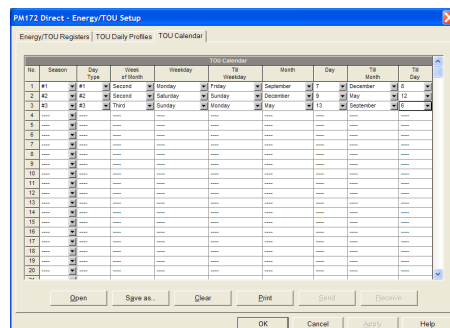 PM172 Direct - Energy/TOU Setup
Energy/TOU Registers TOU Daily Profiles TOU Calendar
TOU Calendar
No. Season Day Type Week of Month Weekday Till Weekday Month Day Till Month Till Day
1 #1 #1 Second Monday Friday September 7 December 8
2 #2 #2 Second Saturday Sunday December 9 May 12
3 #3 #3 Third Sunday Monday May 13 September 6
4 ---- ---- ---- ---- ---- ---- ---- ---- ----
5 ---- ---- ---- ---- ---- ---- ---- ---- ----
6 ---- ---- ---- ---- ---- ---- ---- ---- ----
7 ---- ---- ---- ---- ---- ---- ---- ---- ----
8 ---- ---- ---- ---- ---- ---- ---- ---- ----
9 ---- ---- ---- ---- ---- ---- ---- ---- ----
10 ---- ---- ---- ---- ---- ---- ---- ---- ----
11 ---- ---- ---- ---- ---- ---- ---- ---- ----
12 ---- ---- ---- ---- ---- ---- ---- ---- ----
13 ---- ---- ---- ---- ---- ---- ---- ---- ----
14 ---- ---- ---- ---- ---- ---- ---- ---- ----
15 ---- ---- ---- ---- ---- ---- ---- ---- ----
16 ---- ---- ---- ---- ---- ---- ---- ---- ----
17 ---- ---- ---- ---- ---- ---- ---- ---- ----
18 ---- ---- ---- ---- ---- ---- ---- ---- ----
19 ---- ---- ---- ---- ---- ---- ---- ---- ----
20 ---- ---- ---- ---- ---- ---- ---- ---- ----
Open Save as.. Clear Print Send Receive
OK Cancel Apply Help